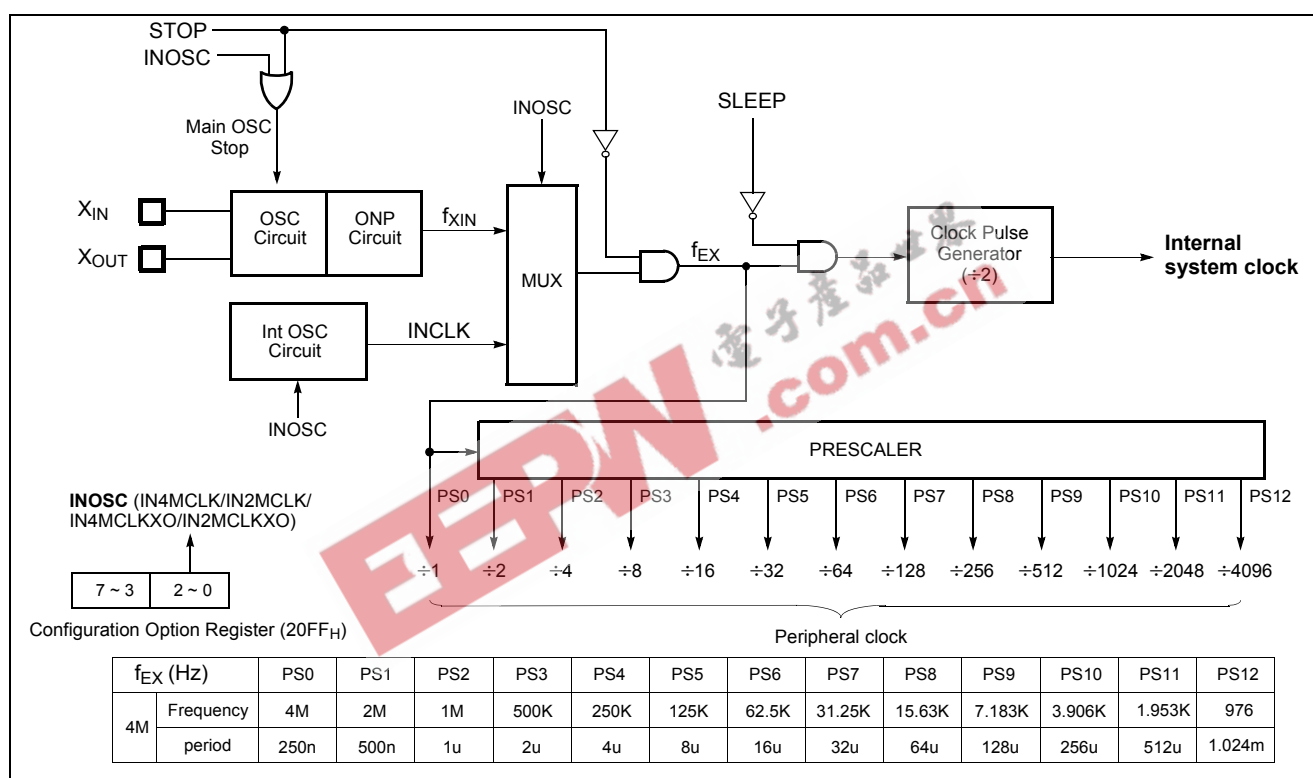 STOP
INOSC
Main OSC
Stop
INOSC
SLEEP
XIN
XOUT
OSC
Circuit
ONP
Circuit
fXIN
MUX
fEX
Clock Pulse
Generator
(÷2)
Internal
system clock
Int OSC
Circuit
INCLK
INOSC
電子產品世界
EEPW.com.cn
PRESCALER
PS0 PS1 PS2 PS3 PS4 PS5 PS6 PS7 PS8 PS9 PS10 PS11 PS12
÷1 ÷2 ÷4 ÷8 ÷16 ÷32 ÷64 ÷128 ÷256 ÷512 ÷1024 ÷2048 ÷4096
Peripheral clock
INOSC (IN4MCLK/IN2MCLK/
IN4MCLKXO/IN2MCLKXO)
7 ~ 3 2 ~ 0
Configuration Option Register (20FFH)
fEX (Hz) PS0 PS1 PS2 PS3 PS4 PS5 PS6 PS7 PS8 PS9 PS10 PS11 PS12
4M Frequency 4M 2M 1M 500K 250K 125K 62.5K 31.25K 15.63K 7.183K 3.906K 1.953K 976
period 250n 500n 1u 2u 4u 8u 16u 32u 64u 128u 256u 512u 1.024m